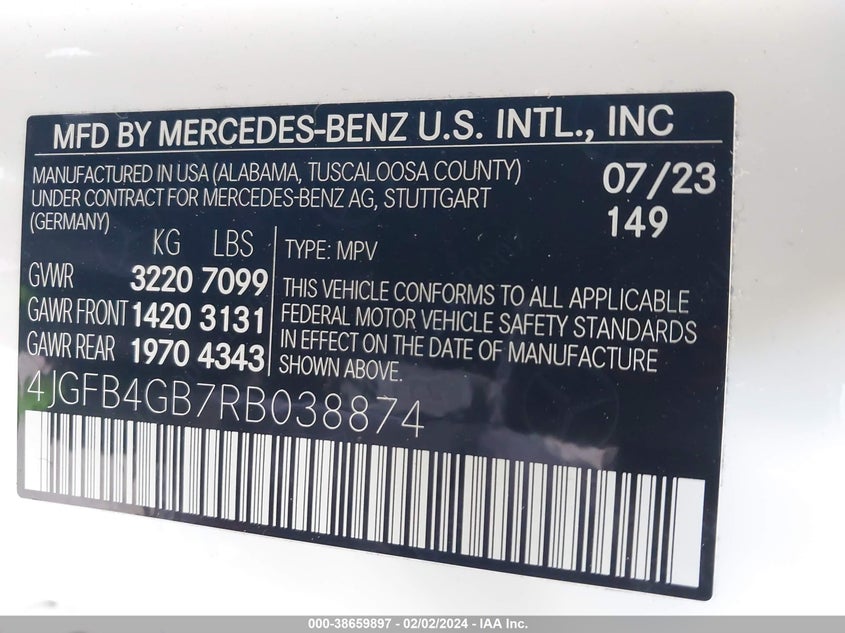 MFD BY MERCEDES-BENZ U.S. INTL., INC
MANUFACTURED IN USA (ALABAMA, TUSCALOOSA COUNTY)
UNDER CONTRACT FOR MERCEDES-BENZ AG, STUTTGART
(GERMANY)
07/23
149
KG LBS
GVWR 3220 7099
GAWR FRONT 1420 3131
GAWR REAR 1970 4343
TYPE: MPV
THIS VEHICLE CONFORMS TO ALL APPLICABLE
FEDERAL MOTOR VEHICLE SAFETY STANDARDS
IN EFFECT ON THE DATE OF MANUFACTURE
SHOWN ABOVE.
4JGFB4GB7RB038874
000-38659897 - 02/02/2024 - IAA Inc.